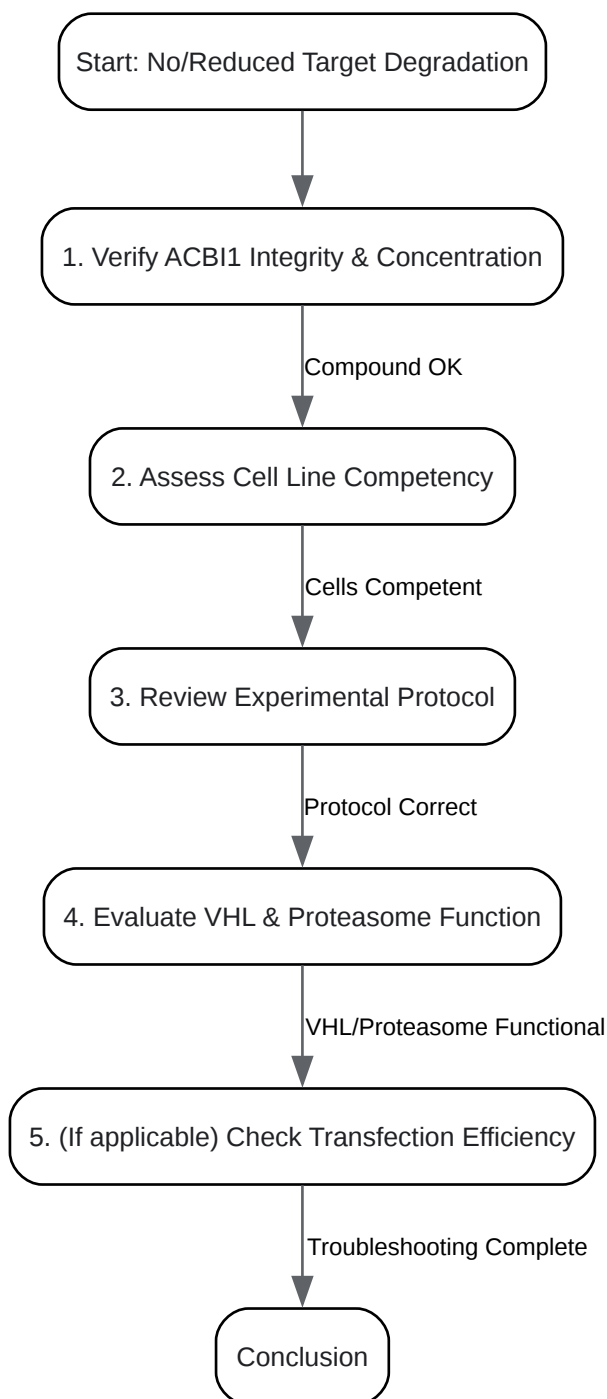 Start: No/Reduced Target Degradation
1. Verify ACBI1 Integrity & Concentration
Compound OK
2. Assess Cell Line Competency
Cells Competent
3. Review Experimental Protocol
Protocol Correct
4. Evaluate VHL & Proteasome Function
VHL/Proteasome Functional
5. (If applicable) Check Transfection Efficiency
Troubleshooting Complete
Conclusion